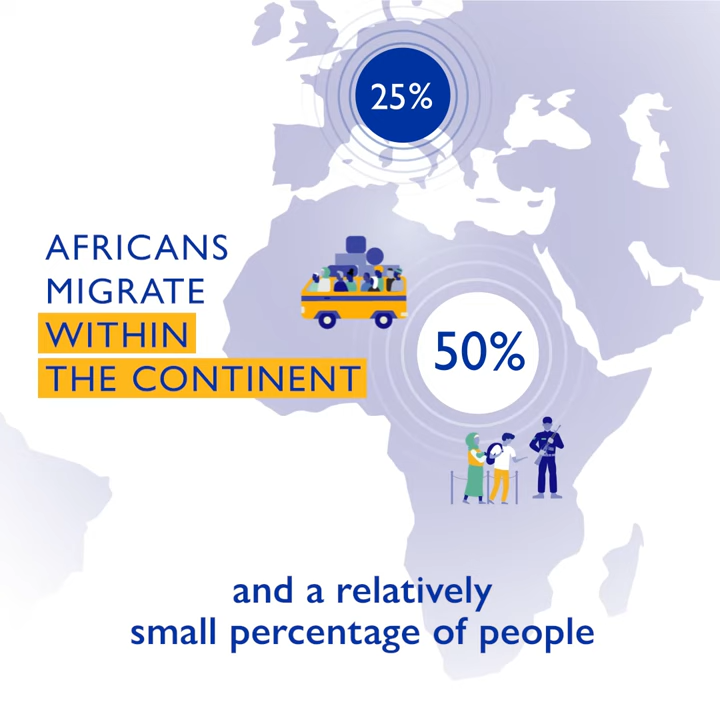 25%
AFRICANS
MIGRATE
WITHIN
THE CONTINENT
50%
and a relatively
small percentage of people